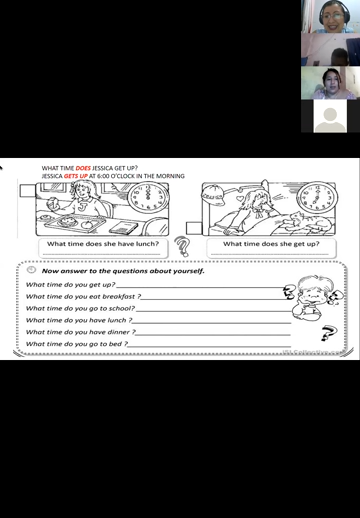 WHAT TIME DOES JESSICA GET UP?
JESSICA GETS UP AT 6:00 O'CLOCK IN THE MORNING
What time does she have lunch?
What time does she get up?
Now answer to the questions about yourself.
What time do you get up?
What time do you eat breakfast ?
What time do you go to school?
What time do you have lunch ?
What time do you have dinner ?
What time do you go to bed ?